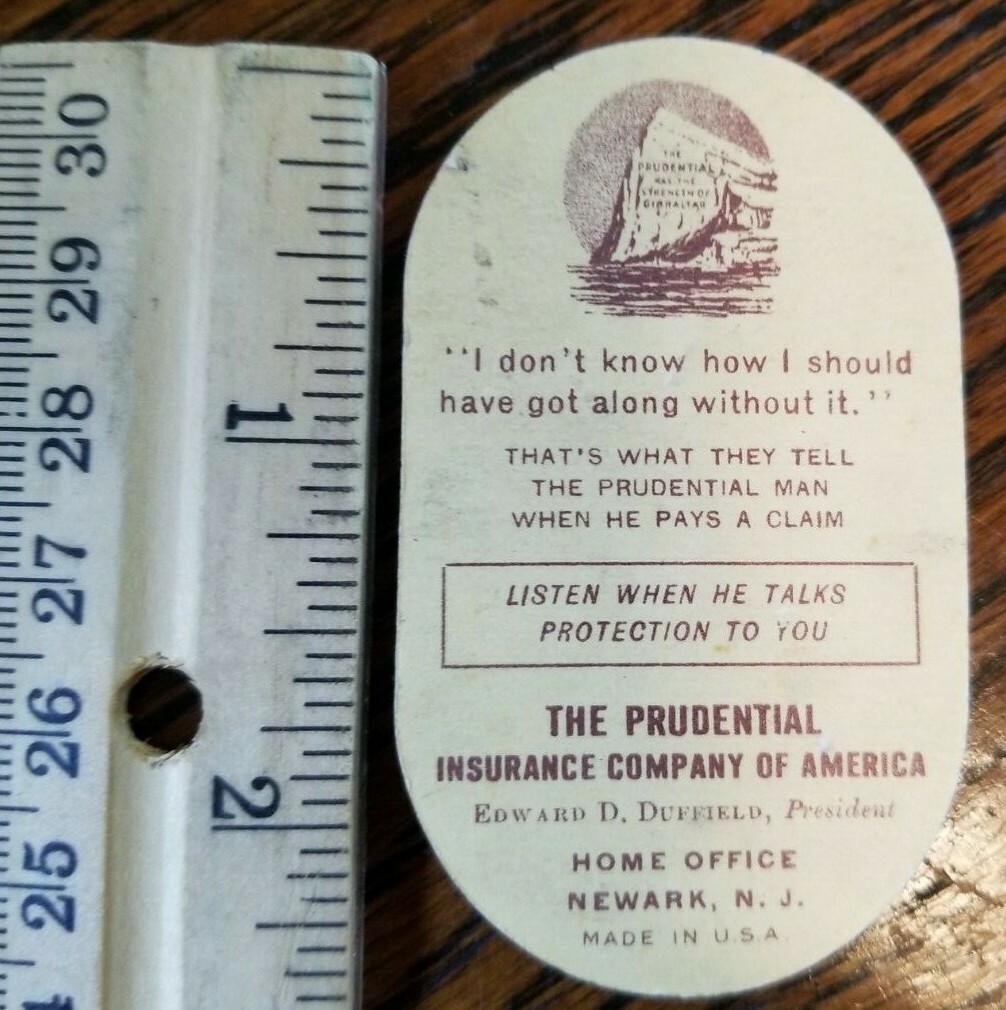 30
29
28
27
26
25
1
2
THE
PRUDENTIAL
HAS THE
STRENGTH OF
GIBRALTAR
“I don't know how I should
have got along without it.”
THAT'S WHAT THEY TELL
THE PRUDENTIAL MAN
WHEN HE PAYS A CLAIM
LISTEN WHEN HE TALKS
PROTECTION TO YOU
THE PRUDENTIAL
INSURANCE COMPANY OF AMERICA
EDWARD D. DUFFIELD, President
HOME OFFICE
NEWARK, N. J.
MADE IN U.S.A.